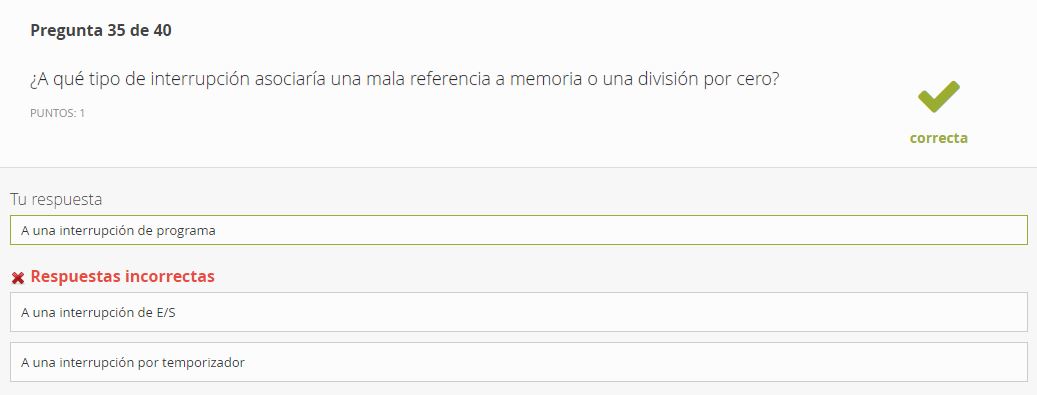 Pregunta 35 de 40
¿A qué tipo de interrupción asociaría una mala referencia a memoria o una división por cero?
PUNTOS: 1
correcta
Tu respuesta
A una interrupción de programa
Respuestas incorrectas
A una interrupción de E/S
A una interrupción por temporizador